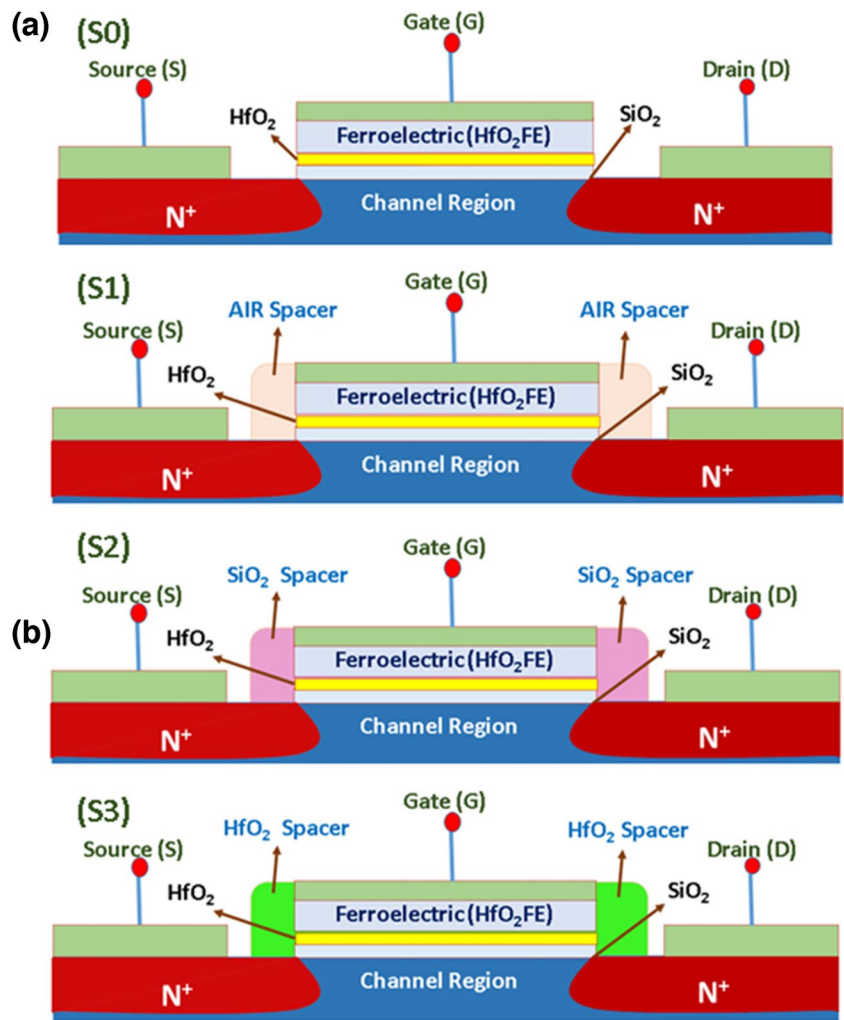 (a) (S0)
Gate (G)
Source (S)
Drain (D)
HfO₂
SiO₂
Ferroelectric (HfO₂FE)
Channel Region
N⁺
N⁺
(S1)
Gate (G)
AIR Spacer
AIR Spacer
Source (S)
Drain (D)
HfO₂
SiO₂
Ferroelectric (HfO₂FE)
Channel Region
N⁺
N⁺
(S2)
Gate (G)
SiO₂ Spacer
SiO₂ Spacer
Source (S)
Drain (D)
(b)
HfO₂
SiO₂
Ferroelectric (HfO₂FE)
Channel Region
N⁺
N⁺
(S3)
Gate (G)
HfO₂ Spacer
HfO₂ Spacer
Source (S)
Drain (D)
HfO₂
SiO₂
Ferroelectric (HfO₂FE)
Channel Region
N⁺
N⁺